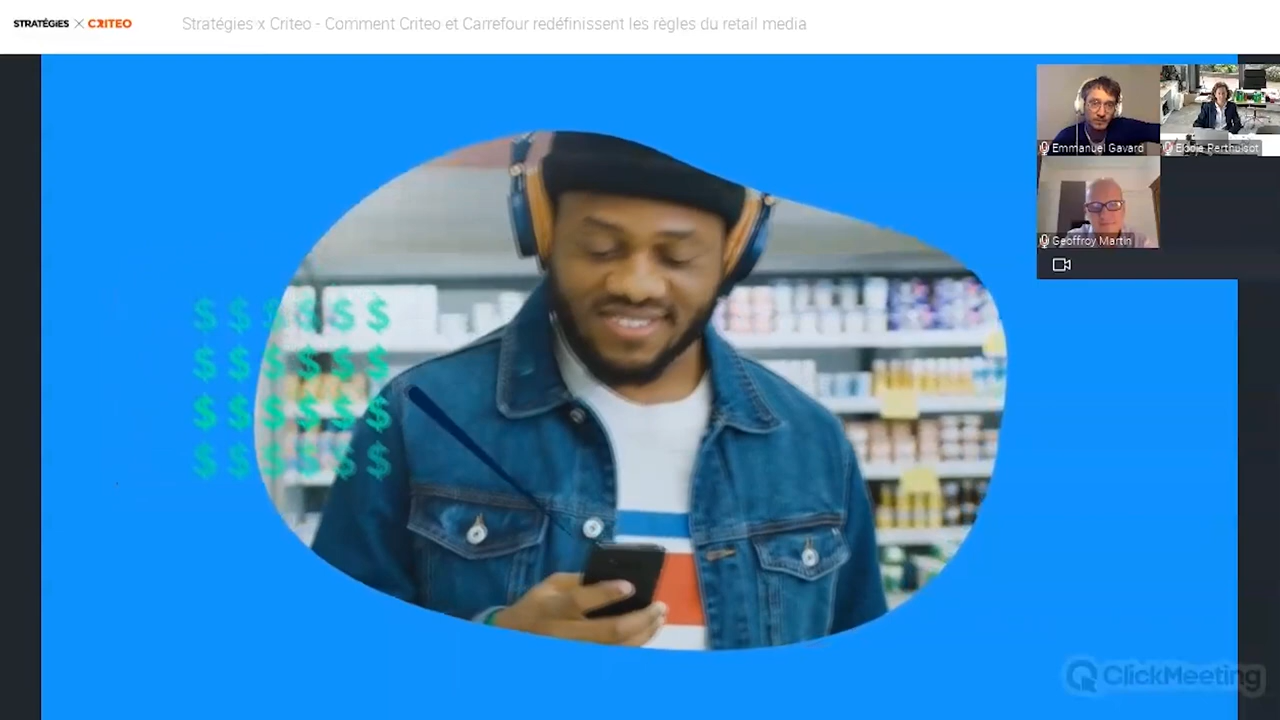 STRATÉGIES × CRITEO
Stratégies x Criteo - Comment Criteo et Carrefour redéfinissent les règles du retail media
Emmanuel Gavard
Elodie Perthuisot
Geoffroy Martin
$ $ $ $ $ $
$ $ $ $ $ $
$ $ $ $ $ $
$ $ $ $ $ $
ClickMeeting